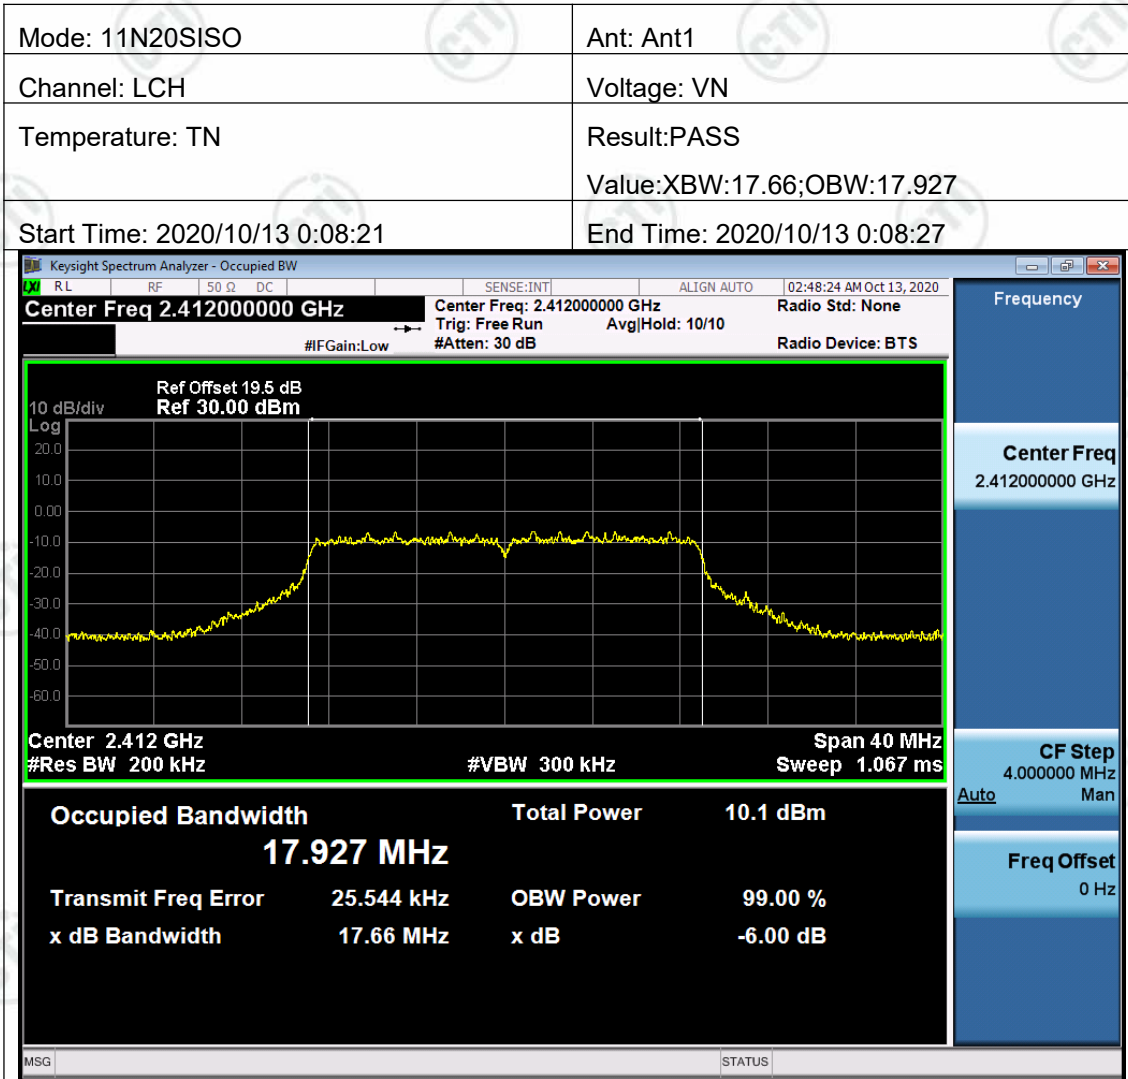 Mode: 11N20SISO
Ant: Ant1
Channel: LCH
Voltage: VN
Temperature: TN
Result:PASS
Value:XBW:17.66;OBW:17.927
Start Time: 2020/10/13 0:08:21
End Time: 2020/10/13 0:08:27
Keysight Spectrum Analyzer - Occupied BW
LXI RL RF 50 Ω DC SENSE:INT ALIGN AUTO 02:48:24 AM Oct 13, 2020
Center Freq 2.412000000 GHz
Center Freq: 2.412000000 GHz
Radio Std: None
Trig: Free Run Avg|Hold: 10/10
#IFGain:Low
#Atten: 30 dB
Radio Device: BTS
Ref Offset 19.5 dB
10 dB/div Ref 30.00 dBm
Log
20.0
10.0
0.00
-10.0
-20.0
-30.0
-40.0
-50.0
-60.0
Center 2.412 GHz
Span 40 MHz
#Res BW 200 kHz
#VBW 300 kHz
Sweep 1.067 ms
Occupied Bandwidth
Total Power 10.1 dBm
17.927 MHz
Transmit Freq Error 25.544 kHz
OBW Power 99.00 %
x dB Bandwidth 17.66 MHz
x dB -6.00 dB
Frequency
Center Freq
2.412000000 GHz
CF Step
4.000000 MHz
Auto Man
Freq Offset
0 Hz
MSG
STATUS
CTI
CTI
CTI
CTI
CTI
CTI
CTI